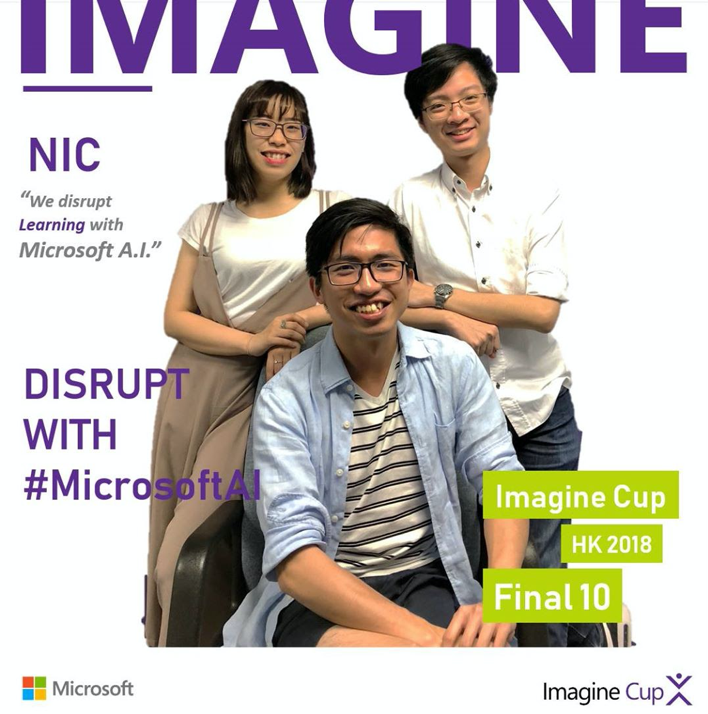 IMAGINE
NIC
“We disrupt
Learning with
Microsoft A.I.”
DISRUPT
WITH
#MicrosoftAI
Imagine Cup
HK 2018
Final 10
Microsoft
Imagine Cup